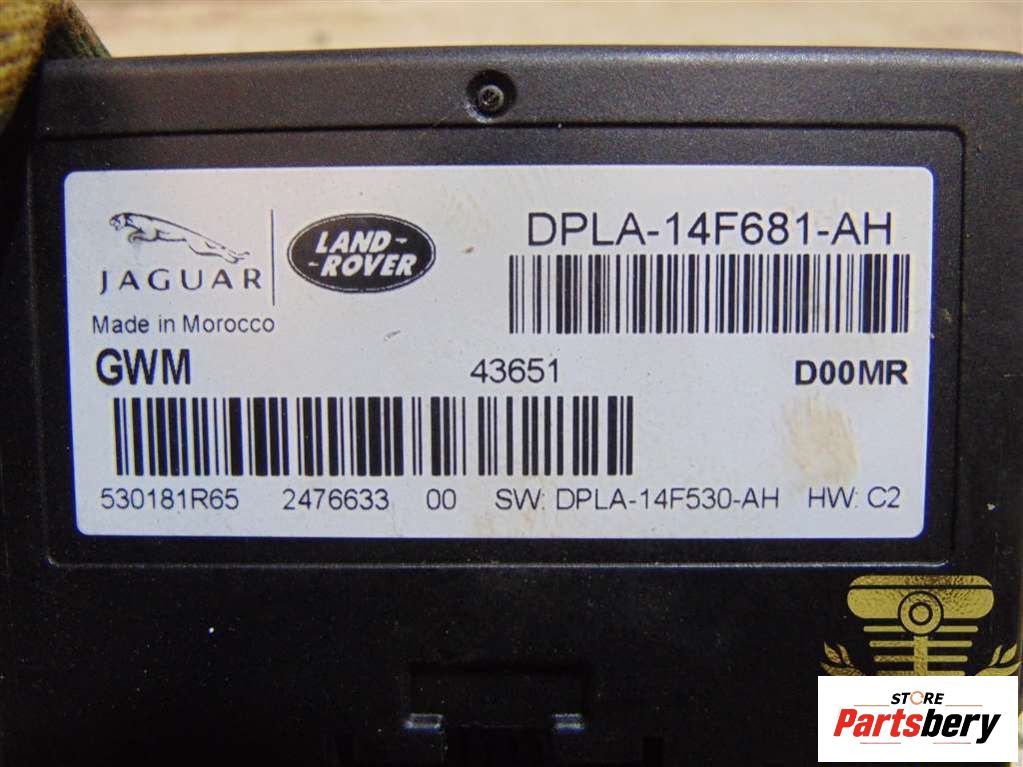 JAGUAR
LAND-
-ROVER
DPLA-14F681-AH
Made in Morocco
GWM 43651 D00MR
530181R65 2476633 00 SW: DPLA-14F530-AH HW: C2
STORE
Partsbery